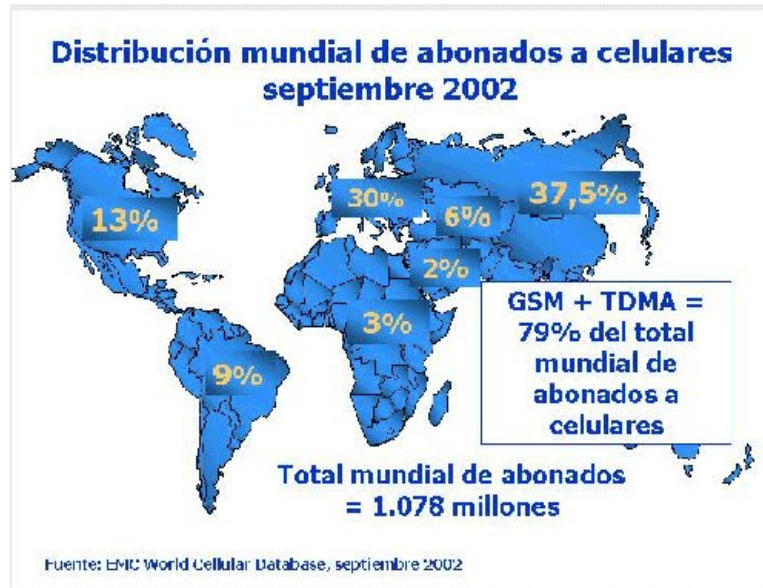 Distribución mundial de abonados a celulares
septiembre 2002
13%
30%
6%
37,5%
2%
3%
9%
GSM + TDMA =
79% del total
mundial de
abonados a
celulares
Total mundial de abonados
= 1.078 millones
Fuente: EMC World Cellular Database, septiembre 2002